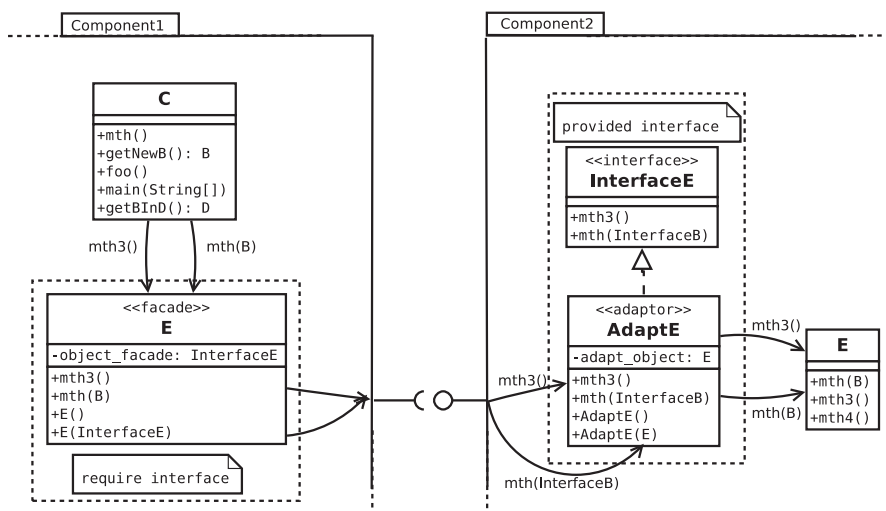 Component1
C
+mth()
+getNewB(): B
+foo()
+main(String[])
+getBInD(): D
mth3()
mth(B)
<<facade>>
E
-object_facade: InterfaceE
+mth3()
+mth(B)
+E()
+E(InterfaceE)
require interface
Component2
provided interface
<<interface>>
InterfaceE
+mth3()
+mth(InterfaceB)
<<adaptor>>
AdaptE
-adapt_object: E
+mth3()
+mth(InterfaceB)
+AdaptE()
+AdaptE(E)
mth3()
mth(InterfaceB)
mth3()
mth(B)
E
+mth(B)
+mth3()
+mth4()